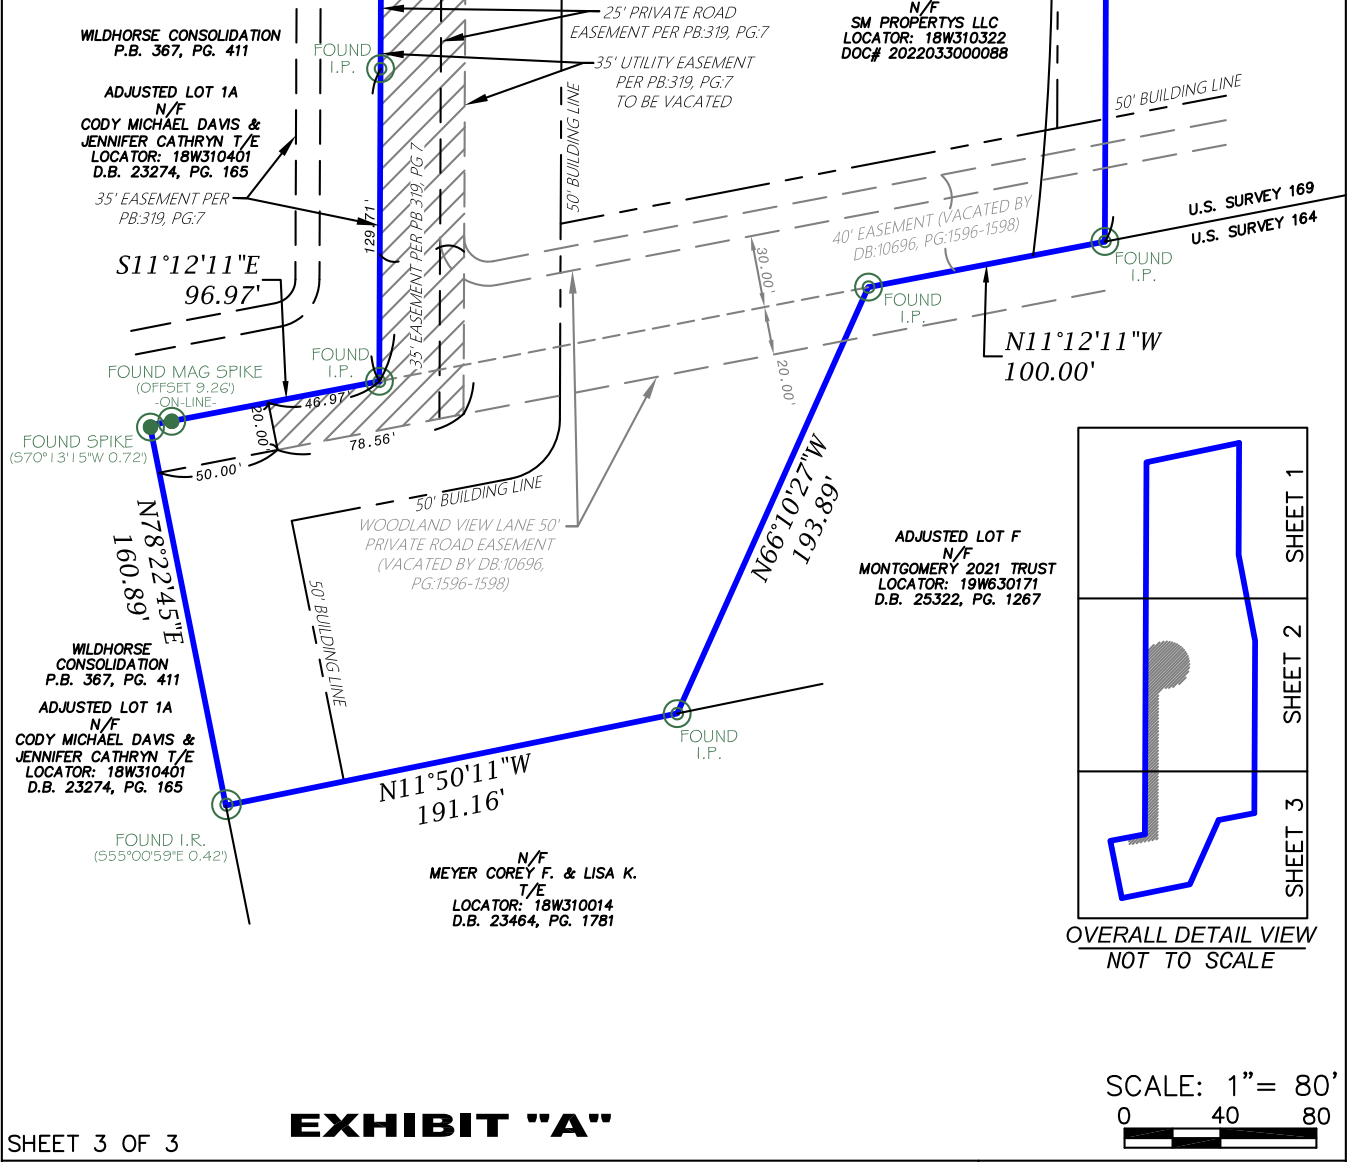 WILDHORSE CONSOLIDATION
P.B. 367, PG. 411
ADJUSTED LOT 1A
N/F
CODY MICHAEL DAVIS &
JENNIFER CATHRYN T/E
LOCATOR: 18W310401
D.B. 23274, PG. 165
35' EASEMENT PER
PB:319, PG:7
FOUND
I.P.
25' PRIVATE ROAD
EASEMENT PER PB:319, PG:7
35' UTILITY EASEMENT
PER PB:319, PG:7
TO BE VACATED
N/F
SM PROPERTYS LLC
LOCATOR: 18W310322
DOC# 2022033000088
50' BUILDING LINE
50' BUILDING LINE
129.71'
35' EASEMENT PER PB 319, PG 7
40' EASEMENT (VACATED BY
DB:10696, PG:1596-1598)
U.S. SURVEY 169
U.S. SURVEY 164
FOUND
I.P.
S11°12'11"E
96.97'
30.00'
20.00'
FOUND
I.P.
N11°12'11"W
100.00'
FOUND
I.P.
FOUND MAG SPIKE
(OFFSET 9.26')
-ON-LINE-
46.97'
20.00'
78.56'
50.00'
FOUND SPIKE
(S70°13'15"W 0.72')
50' BUILDING LINE
WOODLAND VIEW LANE 50'
PRIVATE ROAD EASEMENT
(VACATED BY DB:10696,
PG:1596-1598)
N78°22'45"E
160.89'
50' BUILDING LINE
N66°10'27"W
193.89'
ADJUSTED LOT F
N/F
MONTGOMERY 2021 TRUST
LOCATOR: 19W630171
D.B. 25322, PG. 1267
WILDHORSE
CONSOLIDATION
P.B. 367, PG. 411
ADJUSTED LOT 1A
N/F
CODY MICHAEL DAVIS &
JENNIFER CATHRYN T/E
LOCATOR: 18W310401
D.B. 23274, PG. 165
FOUND
I.P.
N11°50'11"W
191.16'
FOUND I.R.
(S55°00'59"E 0.42')
N/F
MEYER COREY F. & LISA K.
T/E
LOCATOR: 18W310014
D.B. 23464, PG. 1781
SHEET 1
SHEET 2
SHEET 3
OVERALL DETAIL VIEW
NOT TO SCALE
SCALE: 1"= 80'
0 40 80
EXHIBIT "A"
SHEET 3 OF 3